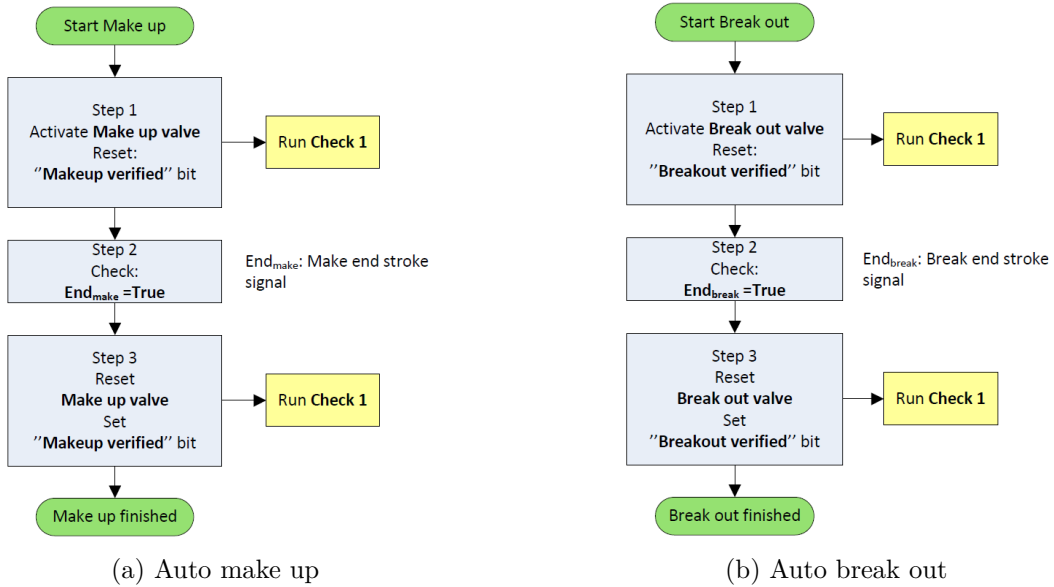 Start Make up
Step 1
Activate Make up valve
Reset:
″Makeup verified″ bit
Run Check 1
Step 2
Check:
Endmake =True
Endmake: Make end stroke
signal
Step 3
Reset
Make up valve
Set
″Makeup verified″ bit
Run Check 1
Make up finished
(a) Auto make up
Start Break out
Step 1
Activate Break out valve
Reset:
″Breakout verified″ bit
Run Check 1
Step 2
Check:
Endbreak =True
Endbreak: Break end stroke
signal
Step 3
Reset
Break out valve
Set
″Breakout verified″ bit
Run Check 1
Break out finished
(b) Auto break out